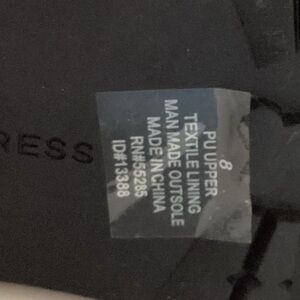 RESS
8
PU UPPER
TEXTILE LINING
MAN MADE OUTSOLE
MADE IN CHINA
RN#55285
ID#13388